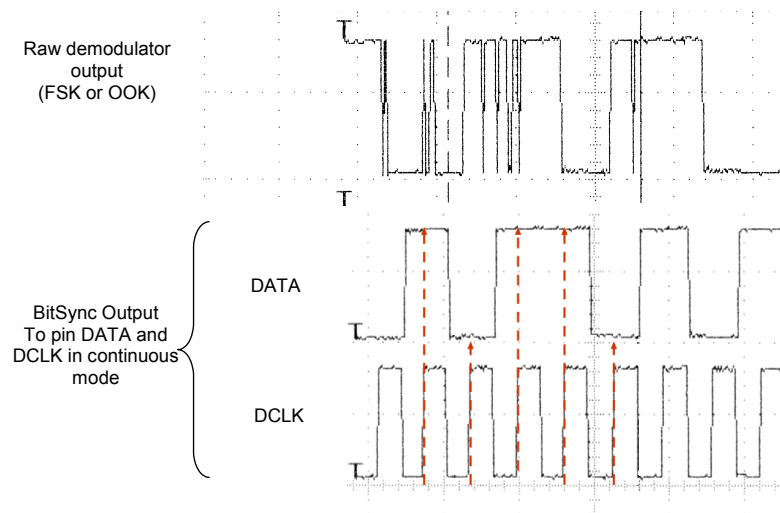 Raw demodulator
output
(FSK or OOK)
DATA
BitSync Output
To pin DATA and
DCLK in continuous
mode
DCLK